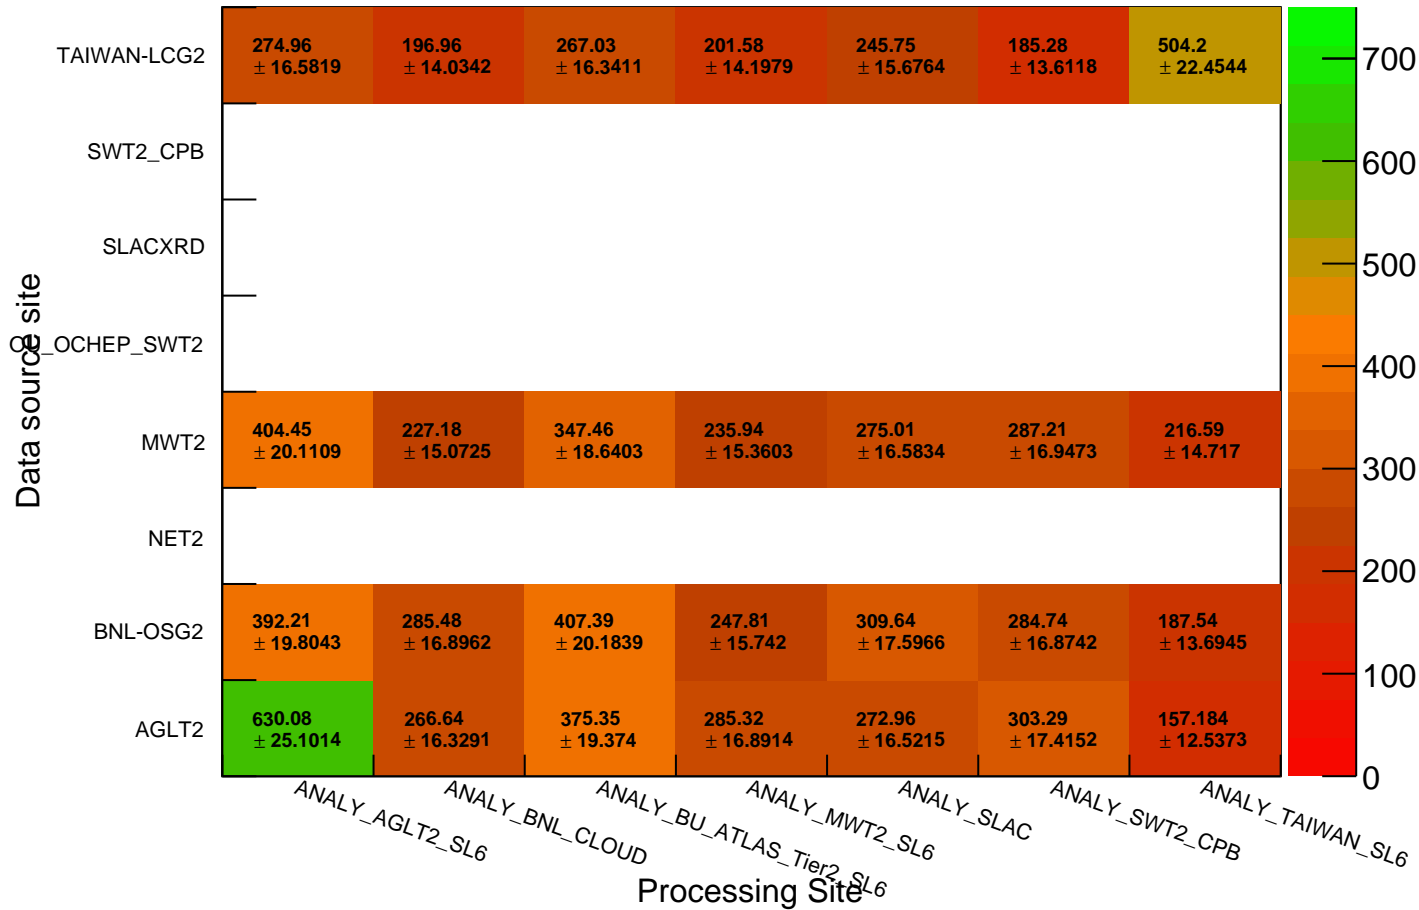 TAIWAN-LCG2
274.96 196.96 267.03 201.58 245.75 185.28 504.2
± 16.5819 ± 14.0342 ± 16.3411 ± 14.1979 ± 15.6764 ± 13.6118 ± 22.4544
SWT2_CPB
SLACXRD
OU_OCHEP_SWT2
MWT2
404.45 227.18 347.46 235.94 275.01 287.21 216.59
± 20.1109 ± 15.0725 ± 18.6403 ± 15.3603 ± 16.5834 ± 16.9473 ± 14.717
NET2
BNL-OSG2
392.21 285.48 407.39 247.81 309.64 284.74 187.54
± 19.8043 ± 16.8962 ± 20.1839 ± 15.742 ± 17.5966 ± 16.8742 ± 13.6945
AGLT2
630.08 266.64 375.35 285.32 272.96 303.29 157.184
± 25.1014 ± 16.3291 ± 19.374 ± 16.8914 ± 16.5215 ± 17.4152 ± 12.5373
Data source site
ANALY_AGLT2_SL6
ANALY_BNL_CLOUD
ANALY_BU_ATLAS_Tier2_SL6
ANALY_MWT2_SL6
ANALY_SLAC
ANALY_SWT2_CPB
ANALY_TAIWAN_SL6
Processing Site
700
600
500
400
300
200
100
0